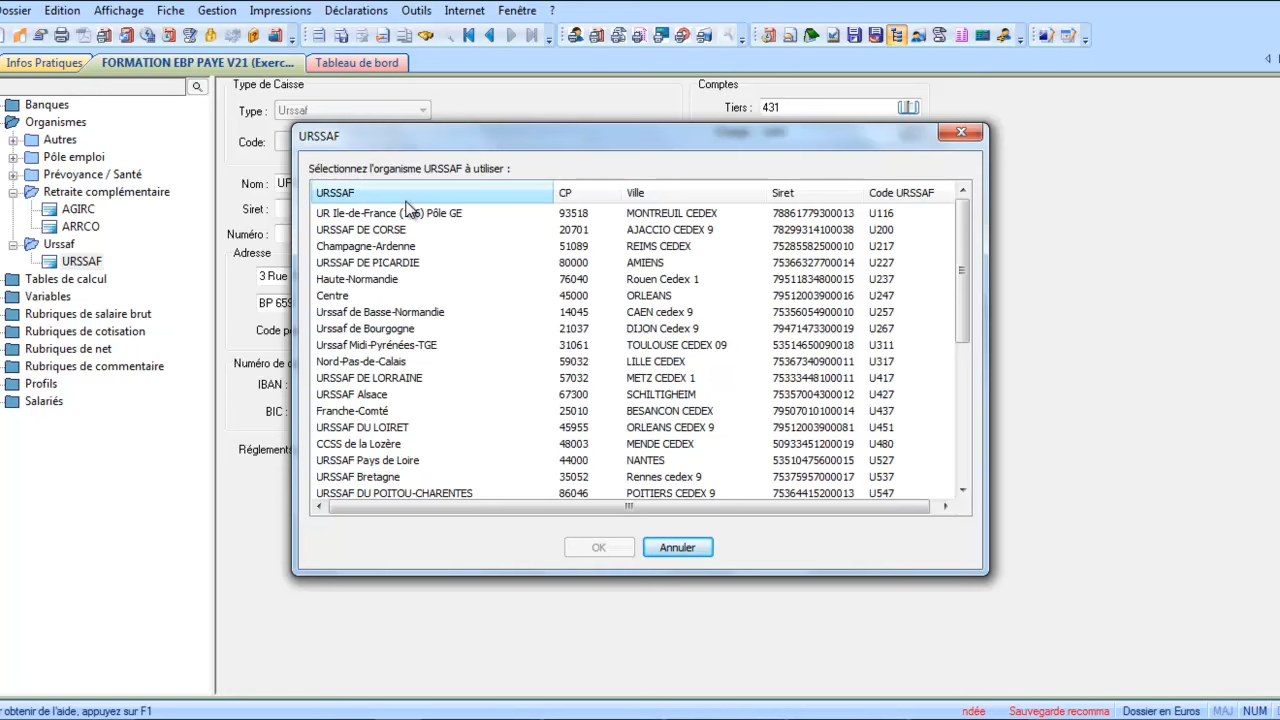 Dossier Edition Affichage Fiche Gestion Impressions Déclarations Outils Internet Fenêtre ?
Infos Pratiques FORMATION EBP PAYE V21 (Exerc... Tableau de bord
Banques
Organismes
Autres
Pôle emploi
Prévoyance / Santé
Retraite complémentaire
AGIRC
ARRCO
Urssaf
URSSAF
Tables de calcul
Variables
Rubriques de salaire brut
Rubriques de cotisation
Rubriques de net
Rubriques de commentaire
Profils
Salariés
Type de Caisse
Type : Urssaf
Code:
Nom : UR
Siret :
Numéro :
Adresse
3 Rue
BP 659
Code po
Numéro de c
IBAN :
BIC :
Réglements
Comptes
Tiers : 431
URSSAF
Sélectionnez l'organisme URSSAF à utiliser :
URSSAF CP Ville Siret Code URSSAF
UR Ile-de-France ( 6) Pôle GE 93518 MONTREUIL CEDEX 78861779300013 U116
URSSAF DE CORSE 20701 AJACCIO CEDEX 9 78299314100038 U200
Champagne-Ardenne 51089 REIMS CEDEX 75285582500010 U217
URSSAF DE PICARDIE 80000 AMIENS 75366327700014 U227
Haute-Normandie 76040 Rouen Cedex 1 79511834800015 U237
Centre 45000 ORLEANS 79512003900016 U247
Urssaf de Basse-Normandie 14045 CAEN cedex 9 75356054900010 U257
Urssaf de Bourgogne 21037 DIJON Cedex 9 79471473300019 U267
Urssaf Midi-Pyrénées-TGE 31061 TOULOUSE CEDEX 09 53514650090018 U311
Nord-Pas-de-Calais 59032 LILLE CEDEX 75367340900011 U317
URSSAF DE LORRAINE 57032 METZ CEDEX 1 75333448100011 U417
URSSAF Alsace 67300 SCHILTIGHEIM 75357004300012 U427
Franche-Comté 25010 BESANCON CEDEX 79507010100014 U437
URSSAF DU LOIRET 45955 ORLEANS CEDEX 9 79512003900081 U451
CCSS de la Lozère 48003 MENDE CEDEX 50933451200019 U480
URSSAF Pays de Loire 44000 NANTES 53510475600015 U527
URSSAF Bretagne 35052 Rennes cedex 9 75375957000017 U537
URSSAF DU POITOU-CHARENTES 86046 POITIERS CEDEX 9 75364415200013 U547
OK Annuler
r obtenir de l'aide, appuyez sur F1
ndée Sauvegarde recomma Dossier en Euros MAJ NUM